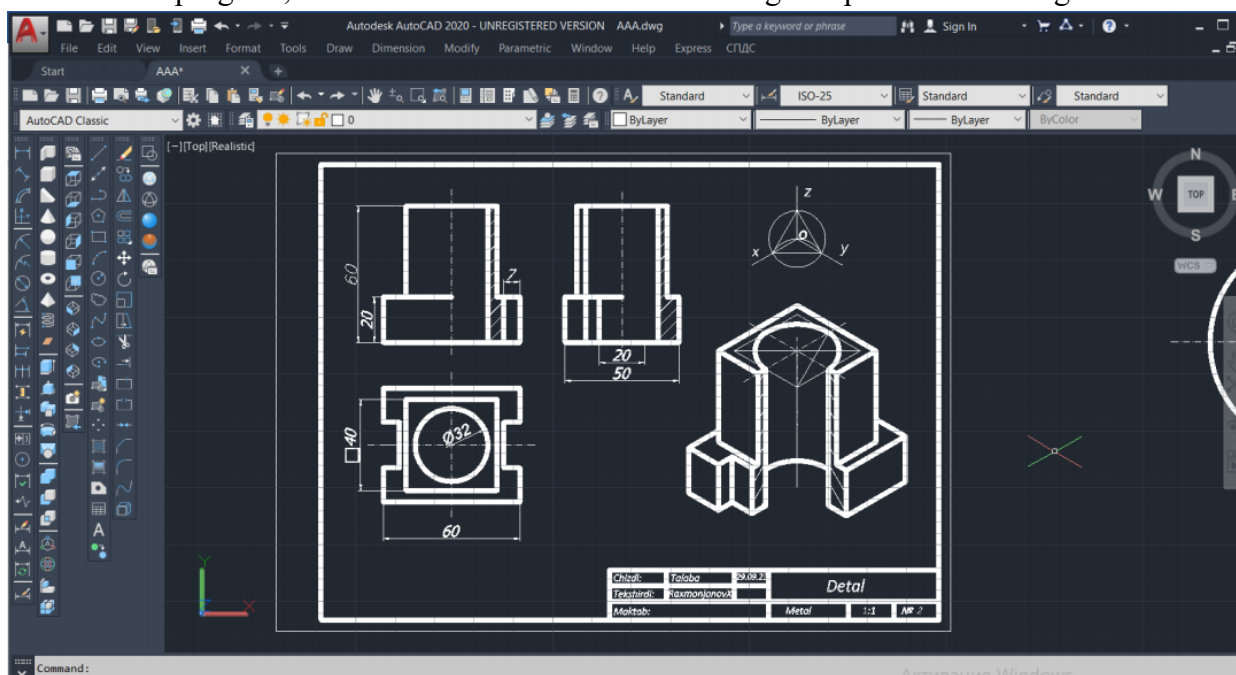 Autodesk AutoCAD 2020 - UNREGISTERED VERSION AAA.dwg Type a keyword or phrase Sign In
File Edit View Insert Format Tools Draw Dimension Modify Parametric Window Help Express СПДС
Start AAA*
Standard ISO-25 Standard Standard
AutoCAD Classic 0 ByLayer ByLayer ByLayer ByColor
[−][Top][Realistic]
N
W TOP
S
WCS
z
o
x y
60
7
20
20
50
Ø32
□40
60
Chizdi: Talaba 29.09.23
Detal
Tekshirdi: RaxmonjonovX
Maktab: Metal 1:1 № 2
Y
X
Command:
Активация Windows